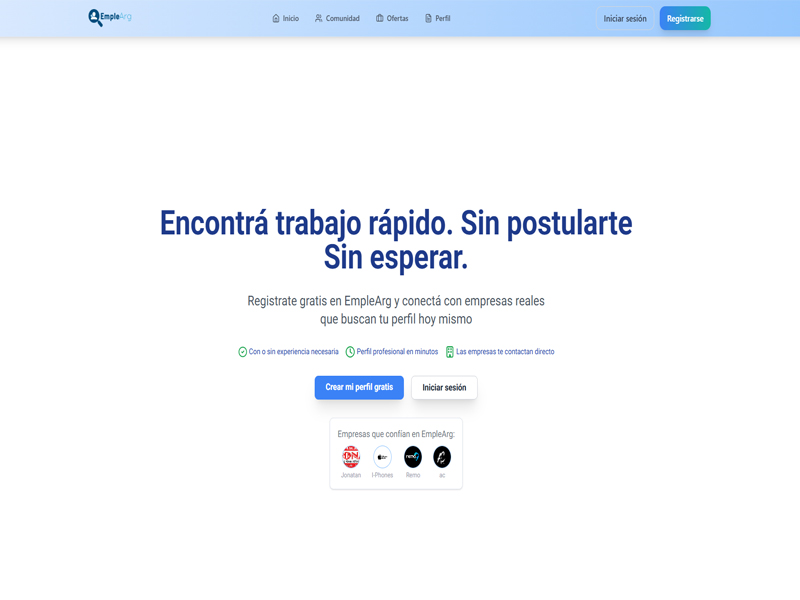 EmpleArg
Inicio
Comunidad
Ofertas
Perfil
Iniciar sesión
Registrarse
Encontrá trabajo rápido. Sin postularte
Sin esperar.
Registrate gratis en EmpleArg y conectá con empresas reales
que buscan tu perfil hoy mismo
Con o sin experiencia necesaria
Perfil profesional en minutos
Las empresas te contactan directo
Crear mi perfil gratis
Iniciar sesión
Empresas que confían en EmpleArg:
Jonatan
I Phones
Remo
ac